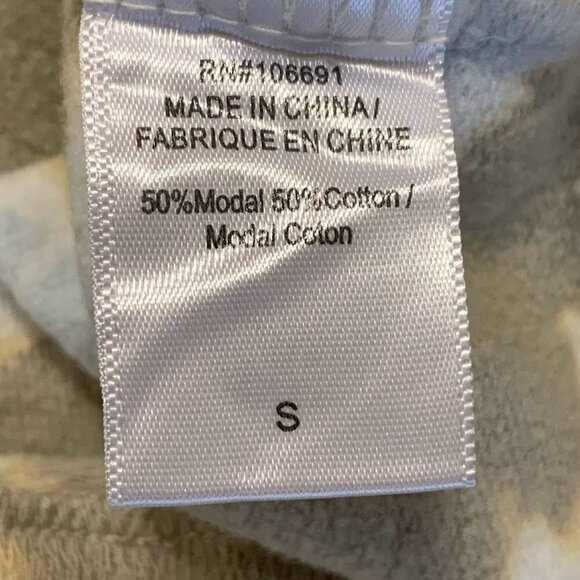 RN#106691
MADE IN CHINA/
FABRIQUE EN CHINE
50%Modal 50%Cotton/
Modal Coton
S